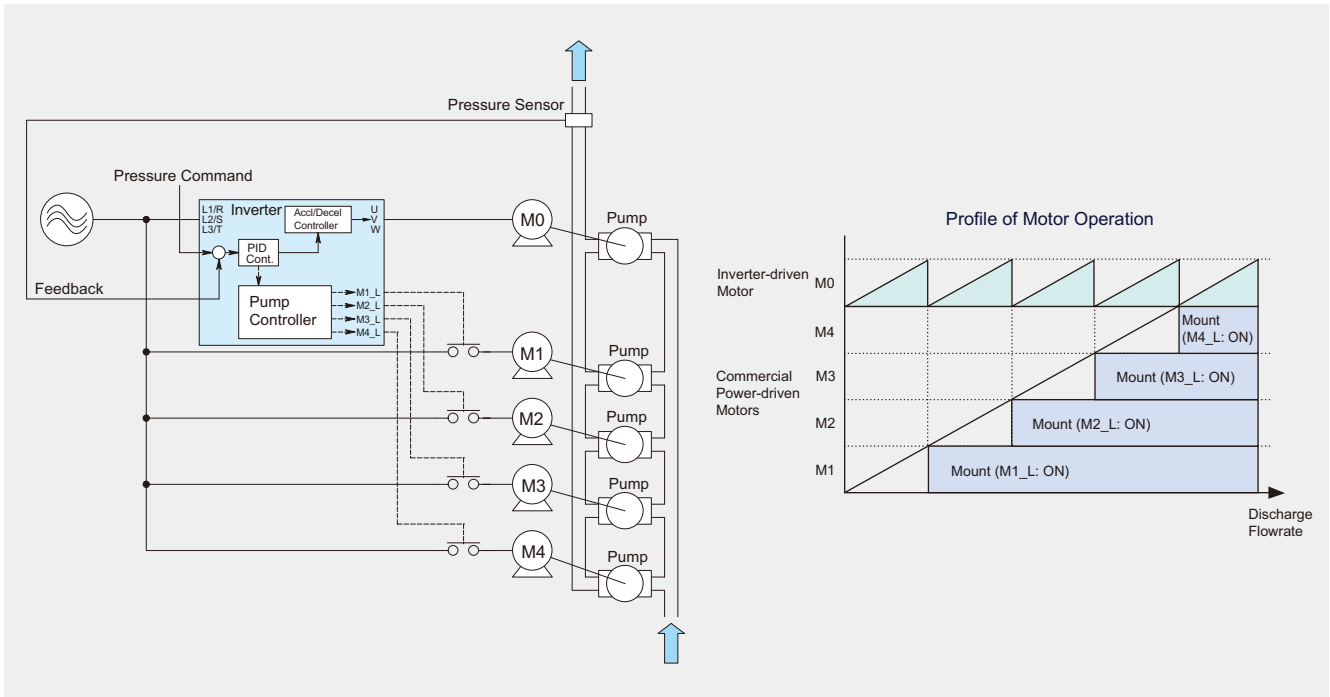 Pressure Sensor
Pressure Command
L1/R
L2/S
L3/T
Inverter
Accl/Decel
Controller
U
V
W
PID
Cont.
Feedback
Pump
Controller
M1_L
M2_L
M3_L
M4_L
M0
Pump
M1
Pump
M2
Pump
M3
Pump
M4
Pump
Profile of Motor Operation
Inverter-driven
Motor
M0
M4
Mount
(M4_L: ON)
Commercial
Power-driven
Motors
M3
Mount (M3_L: ON)
M2
Mount (M2_L: ON)
M1
Mount (M1_L: ON)
Discharge
Flowrate